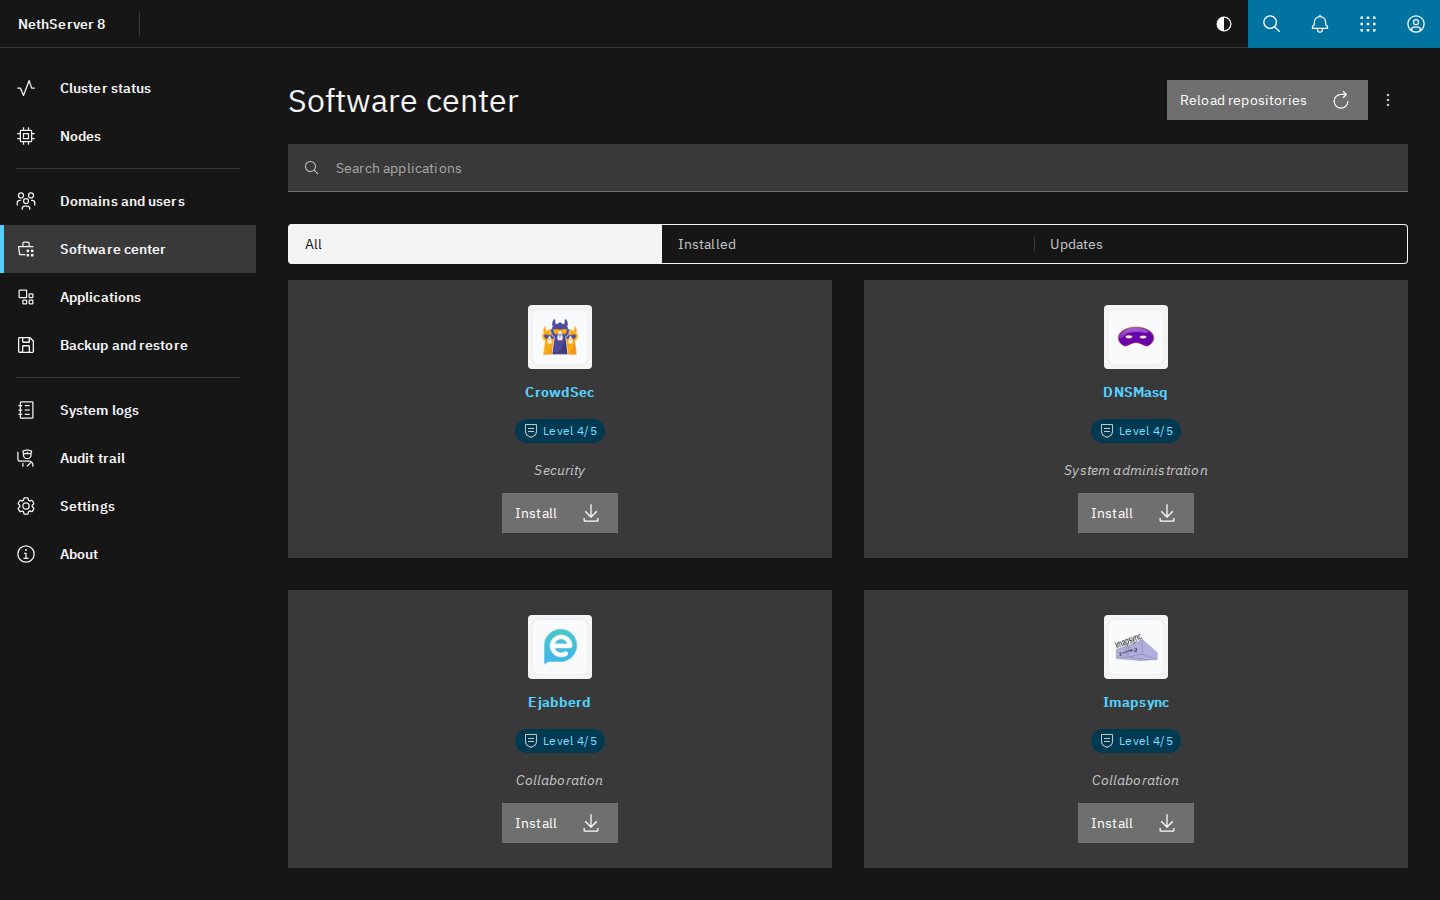 NethServer 8
Cluster status
Nodes
Domains and users
Software center
Applications
Backup and restore
System logs
Audit trail
Settings
About
Software center
Reload repositories
Search applications
All
Installed
Updates
CrowdSec
Level 4/5
Security
Install
DNSMasq
Level 4/5
System administration
Install
Ejabberd
Level 4/5
Collaboration
Install
imapsync
Imapsync
Level 4/5
Collaboration
Install